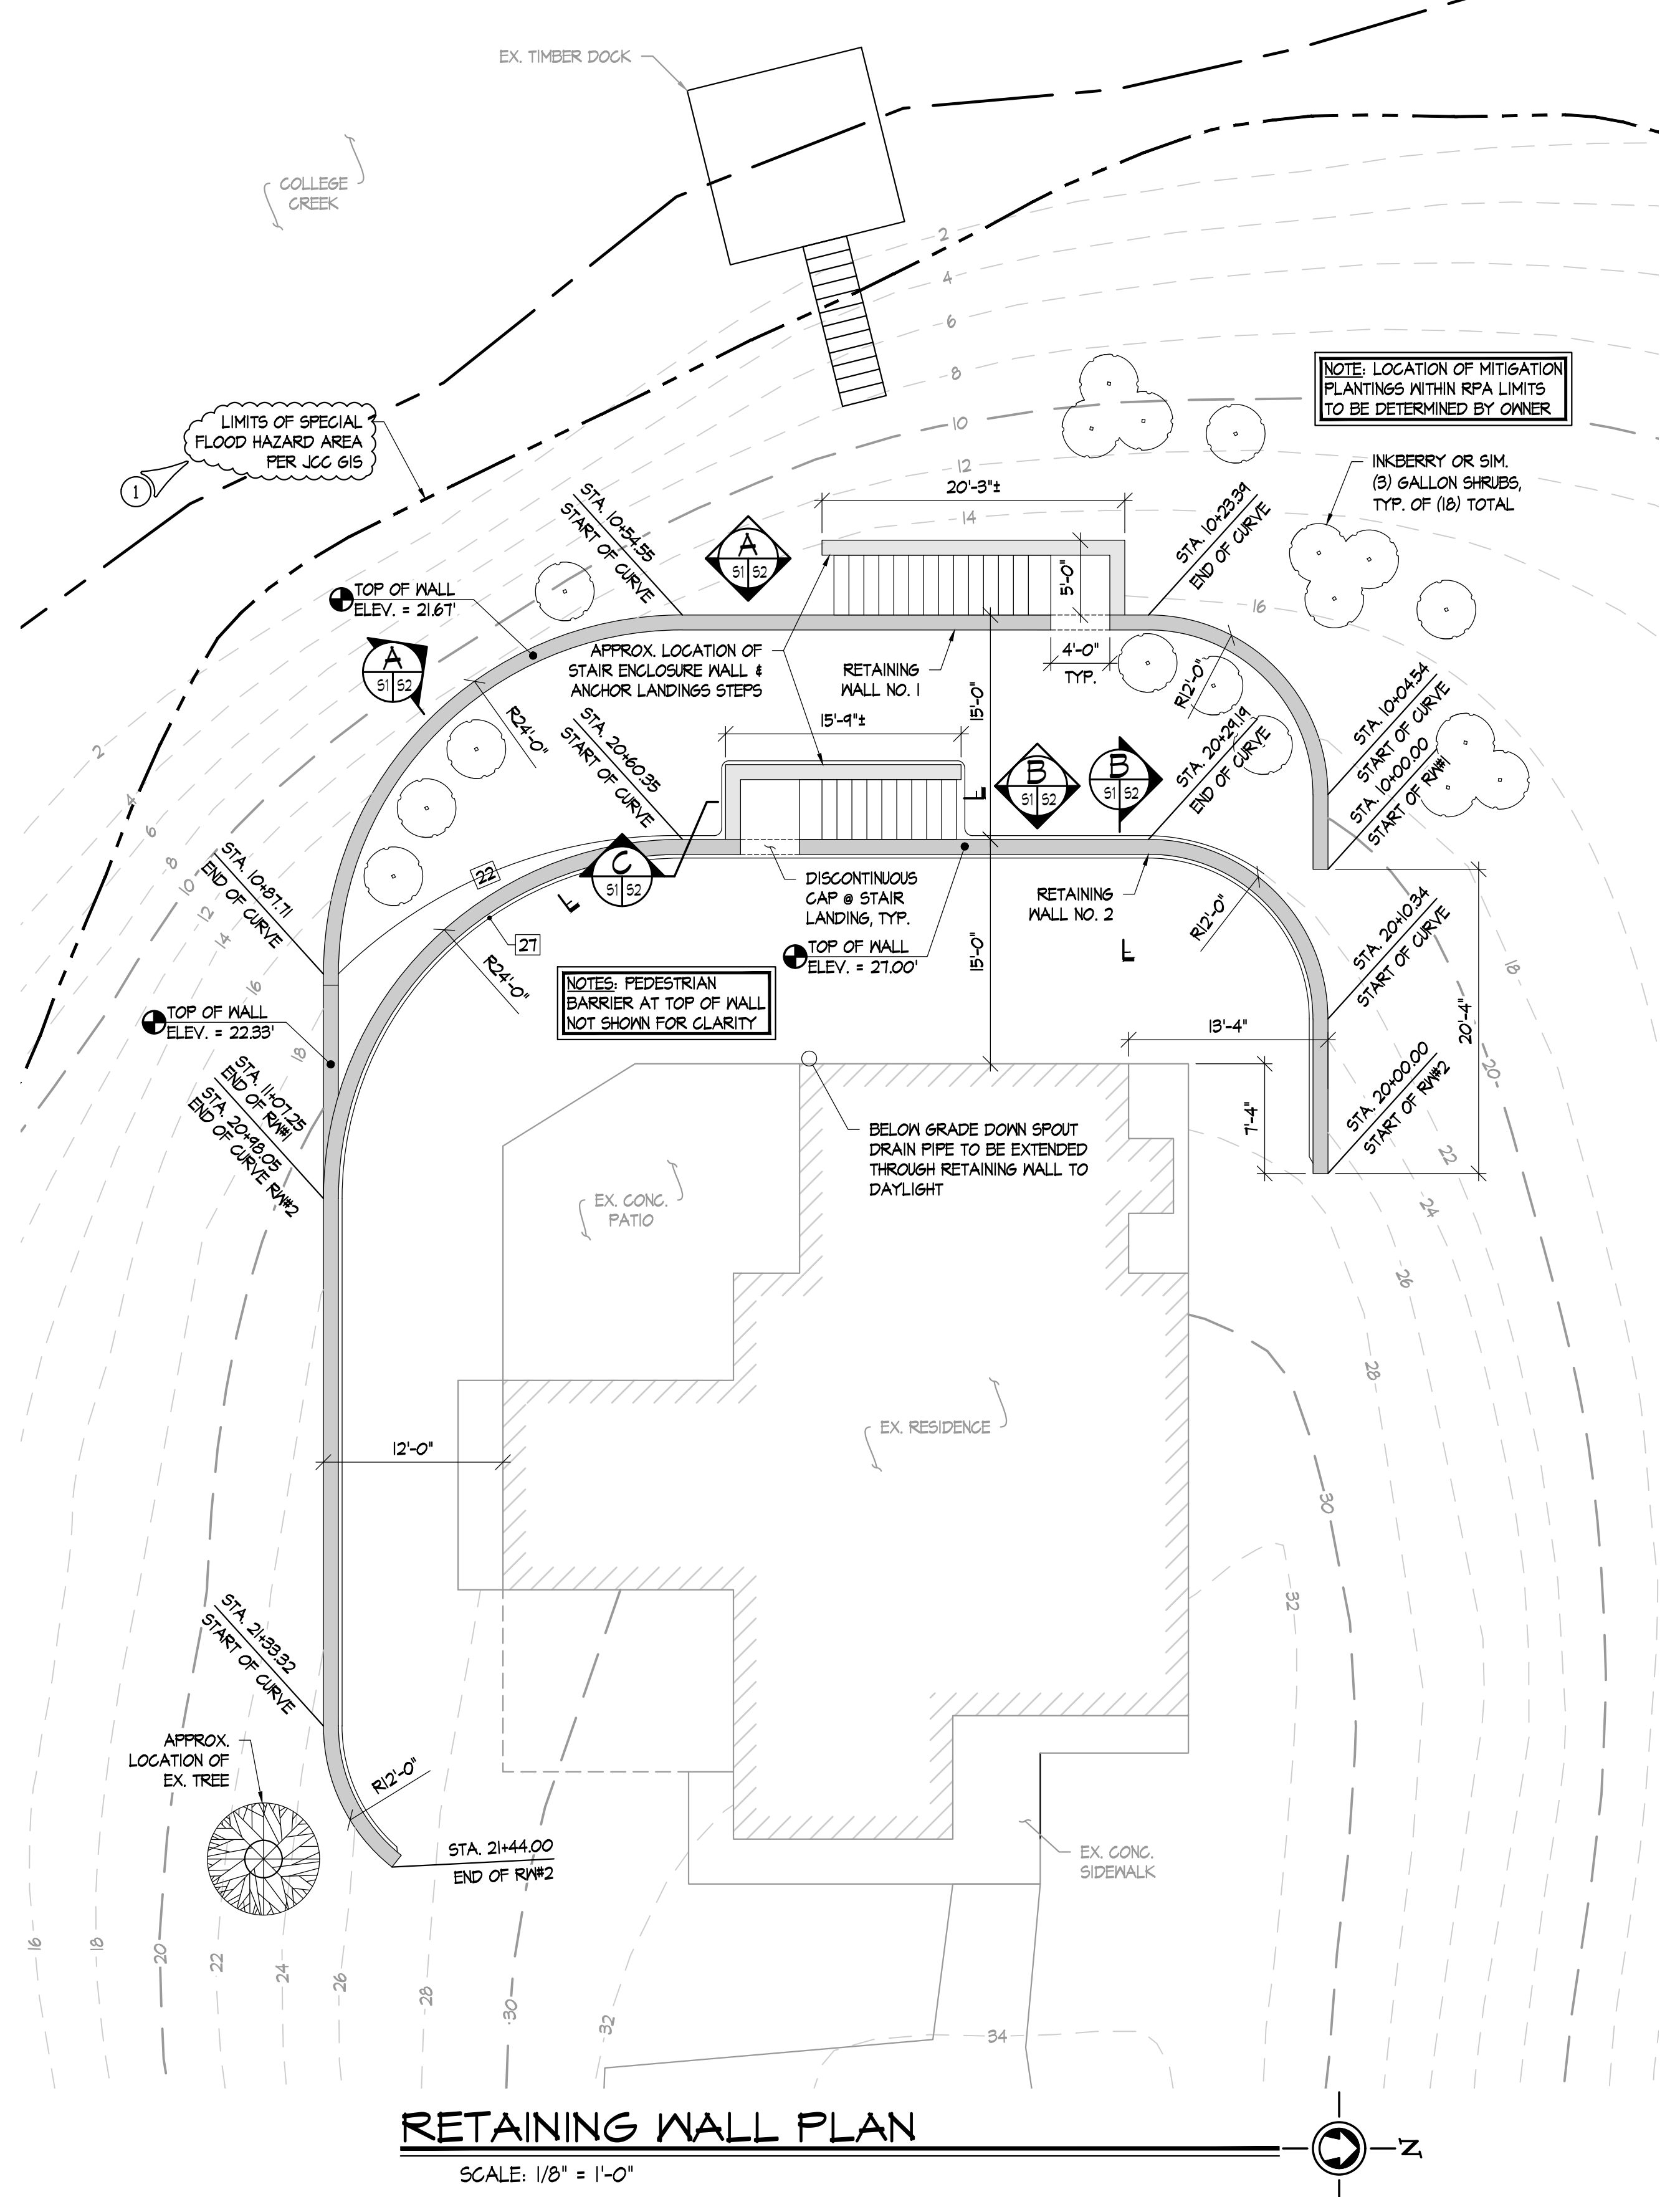 EX. TIMBER DOCK
COLLEGE
CREEK
2
4
6
8
10
12
14
16
NOTE: LOCATION OF MITIGATION
PLANTINGS WITHIN RPA LIMITS
TO BE DETERMINED BY OWNER
LIMITS OF SPECIAL
FLOOD HAZARD AREA
PER JCC GIS
1
INKBERRY OR SIM.
(3) GALLON SHRUBS,
TYP. OF (18) TOTAL
20'-3"±
STA. 10+54.55
START OF CURVE
STA. 10+23.39
END OF CURVE
A
S1 S2
5'-0"
TOP OF WALL
ELEV. = 21.67'
A
S1 S2
APPROX. LOCATION OF
STAIR ENCLOSURE WALL &
ANCHOR LANDINGS STEPS
RETAINING
WALL NO. 1
4'-0"
TYP.
15'-0"
R12'-0"
R24'-0"
15'-9"±
STA. 20+60.35
START OF CURVE
STA. 20+29.19
END OF CURVE
STA. 10+04.54
START OF CURVE
STA. 10+00.00
START OF RW#1
B
S1 S2
B
S1 S2
2
4
6
8
10
12
14
16
18
STA. 10+87.71
END OF CURVE
22
C
S1 S2
27
R24'-0"
DISCONTINUOUS
CAP @ STAIR
LANDING, TYP.
RETAINING
WALL NO. 2
R12'-0"
TOP OF WALL
ELEV. = 27.00'
15'-0"
STA. 20+10.34
START OF CURVE
18
20
NOTES: PEDESTRIAN
BARRIER AT TOP OF WALL
NOT SHOWN FOR CLARITY
TOP OF WALL
ELEV. = 22.33'
13'-4"
20'-4"
7'-4"
STA. 20+00.00
START OF RW#2
STA. 11+07.25
END OF RW#1
STA. 20+98.05
END OF CURVE RW#2
BELOW GRADE DOWN SPOUT
DRAIN PIPE TO BE EXTENDED
THROUGH RETAINING WALL TO
DAYLIGHT
EX. CONC.
PATIO
22
24
26
28
30
32
EX. RESIDENCE
12'-0"
STA. 21+33.32
START OF CURVE
APPROX.
LOCATION OF
EX. TREE
R12'-0"
STA. 21+44.00
END OF RW#2
EX. CONC.
SIDEWALK
16
18
20
22
24
26
28
30
32
34
RETAINING WALL PLAN
SCALE: 1/8" = 1'-0"
N